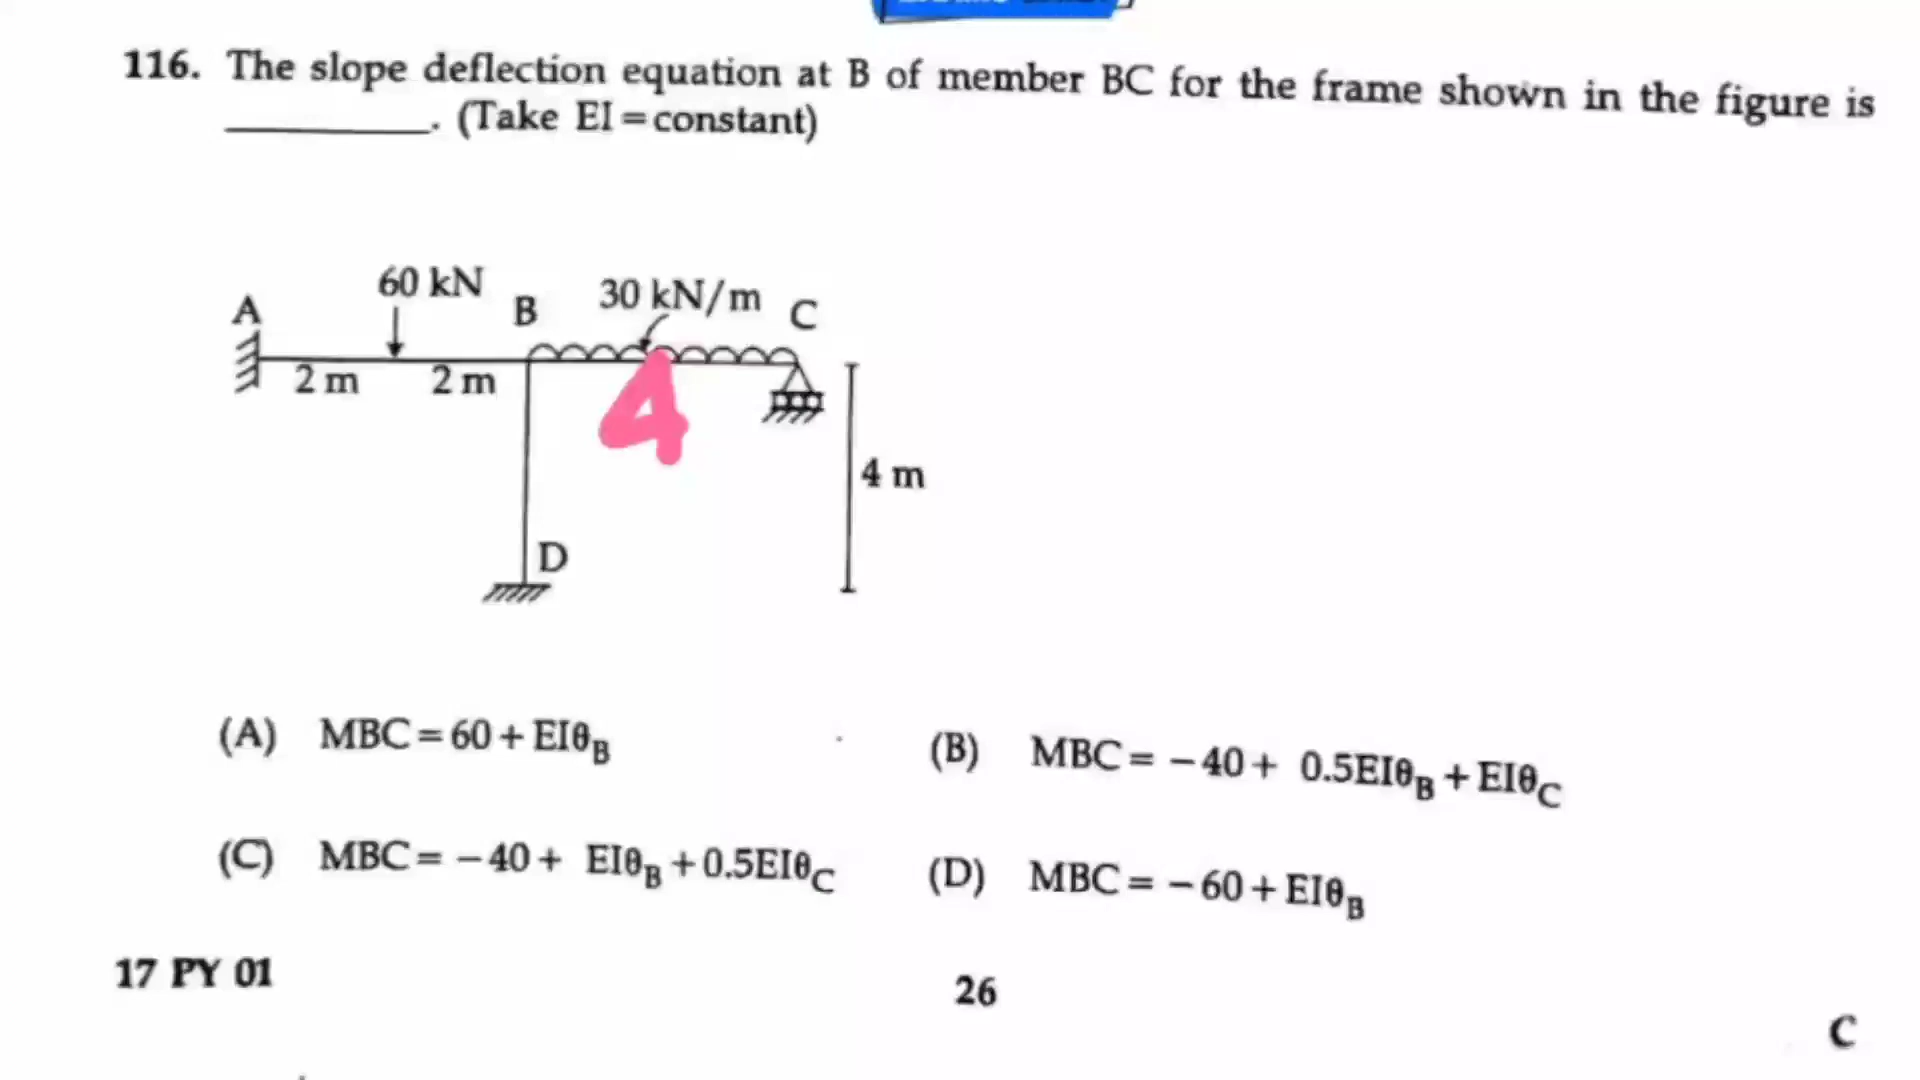 116. The slope deflection equation at B of member BC for the frame shown in the figure is
__________. (Take EI = constant)
60 kN
A
B
30 kN/m
C
2 m
2 m
4
4 m
D
(A) MBC = 60 + EIθB
(B) MBC = − 40 + 0.5EIθB + EIθC
(C) MBC = − 40 + EIθB + 0.5EIθC
(D) MBC = − 60 + EIθB
17 PY 01
26
C